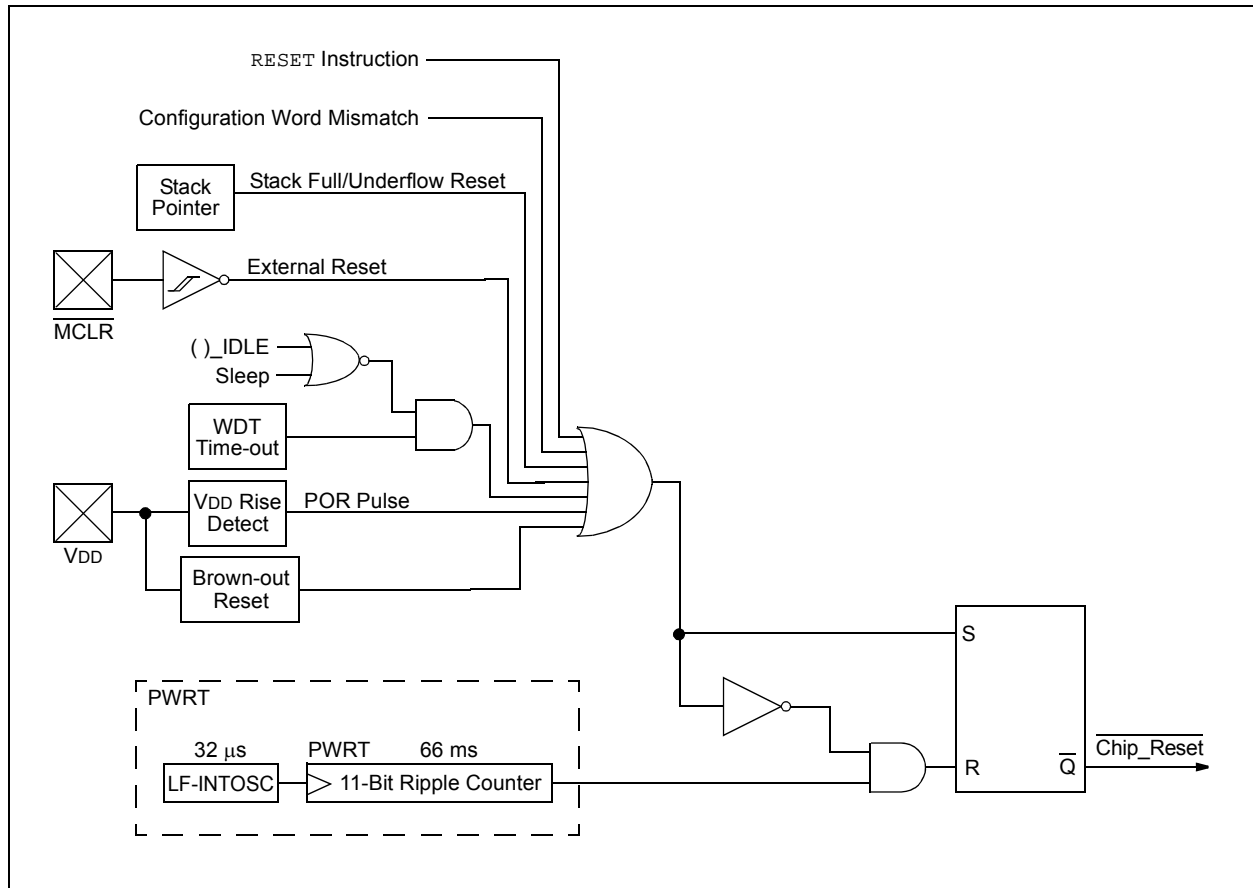 RESET Instruction
Configuration Word Mismatch
Stack
Pointer
Stack Full/Underflow Reset
External Reset
MCLR
( )_IDLE
Sleep
WDT
Time-out
VDD Rise
Detect
POR Pulse
VDD
Brown-out
Reset
S
PWRT
32 μs
PWRT
66 ms
LF-INTOSC
11-Bit Ripple Counter
R
Q
Chip_Reset